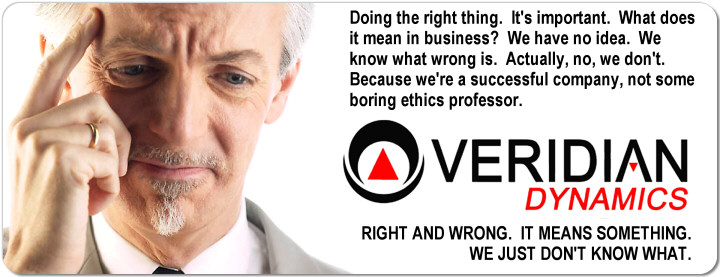 Doing the right thing.  It's important.  What does
it mean in business?  We have no idea.  We
know what wrong is.  Actually, no, we don't.
Because we're a successful company, not some
boring ethics professor.
VERIDIAN
DYNAMICS
RIGHT AND WRONG.  IT MEANS SOMETHING.
WE JUST DON'T KNOW WHAT.